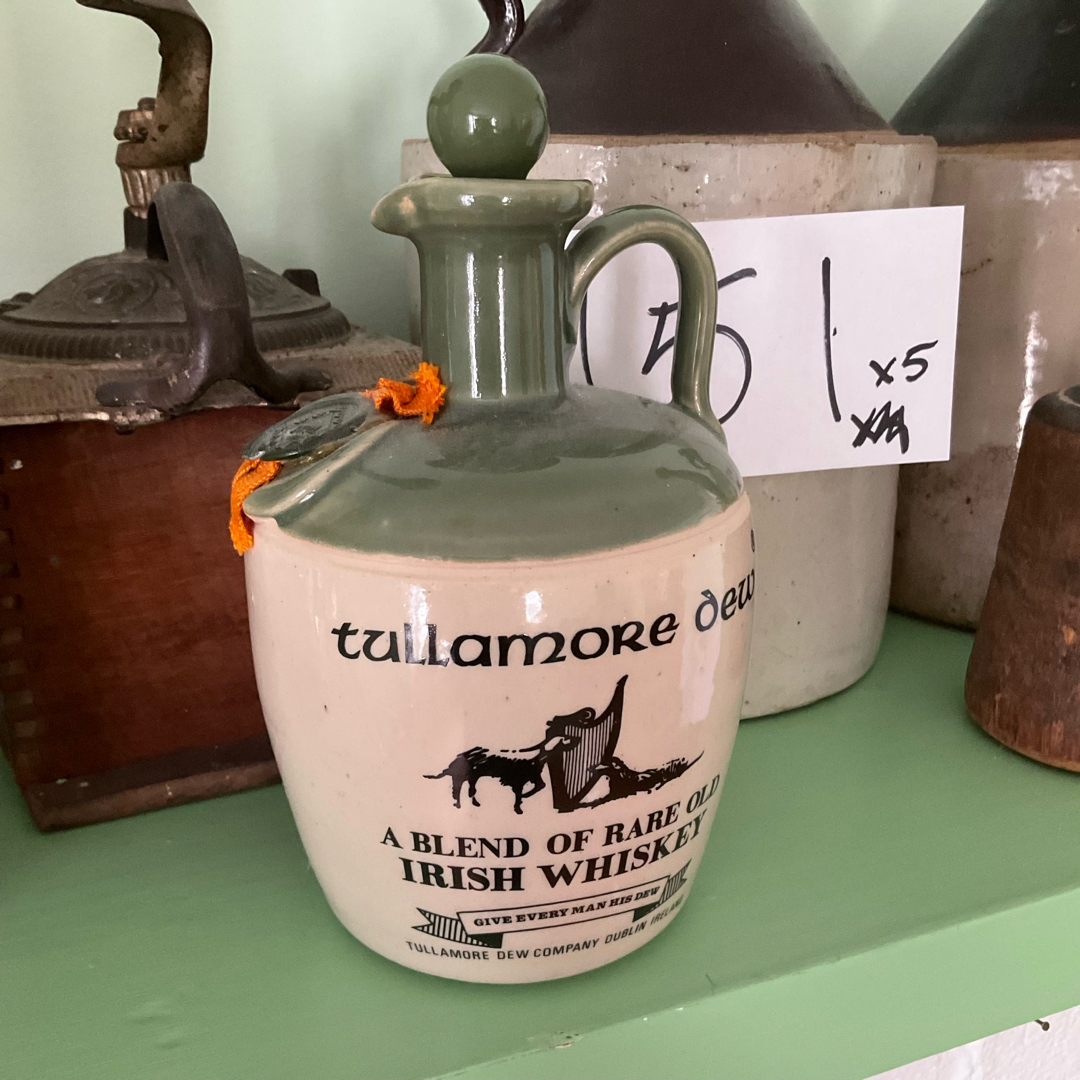 51
x5
tullamore dew
A BLEND OF RARE OLD
IRISH WHISKEY
GIVE EVERY MAN HIS DEW
TULLAMORE DEW COMPANY DUBLIN IRELAND